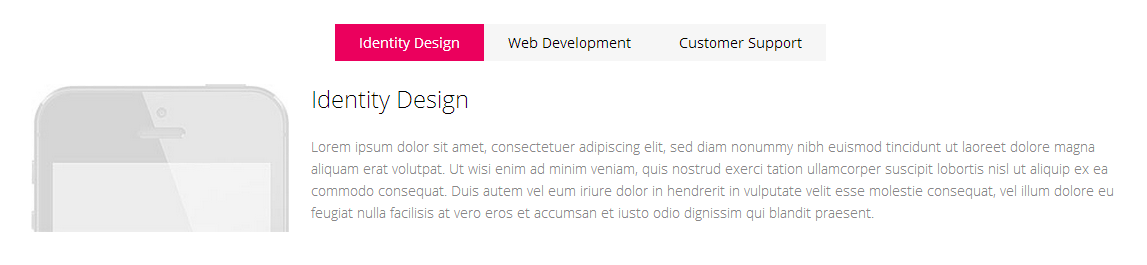 Identity Design Web Development Customer Support
Identity Design
Lorem ipsum dolor sit amet, consectetuer adipiscing elit, sed diam nonummy nibh euismod tincidunt ut laoreet dolore magna
aliquam erat volutpat. Ut wisi enim ad minim veniam, quis nostrud exerci tation ullamcorper suscipit lobortis nisl ut aliquip ex ea
commodo consequat. Duis autem vel eum iriure dolor in hendrerit in vulputate velit esse molestie consequat, vel illum dolore eu
feugiat nulla facilisis at vero eros et accumsan et iusto odio dignissim qui blandit praesent.